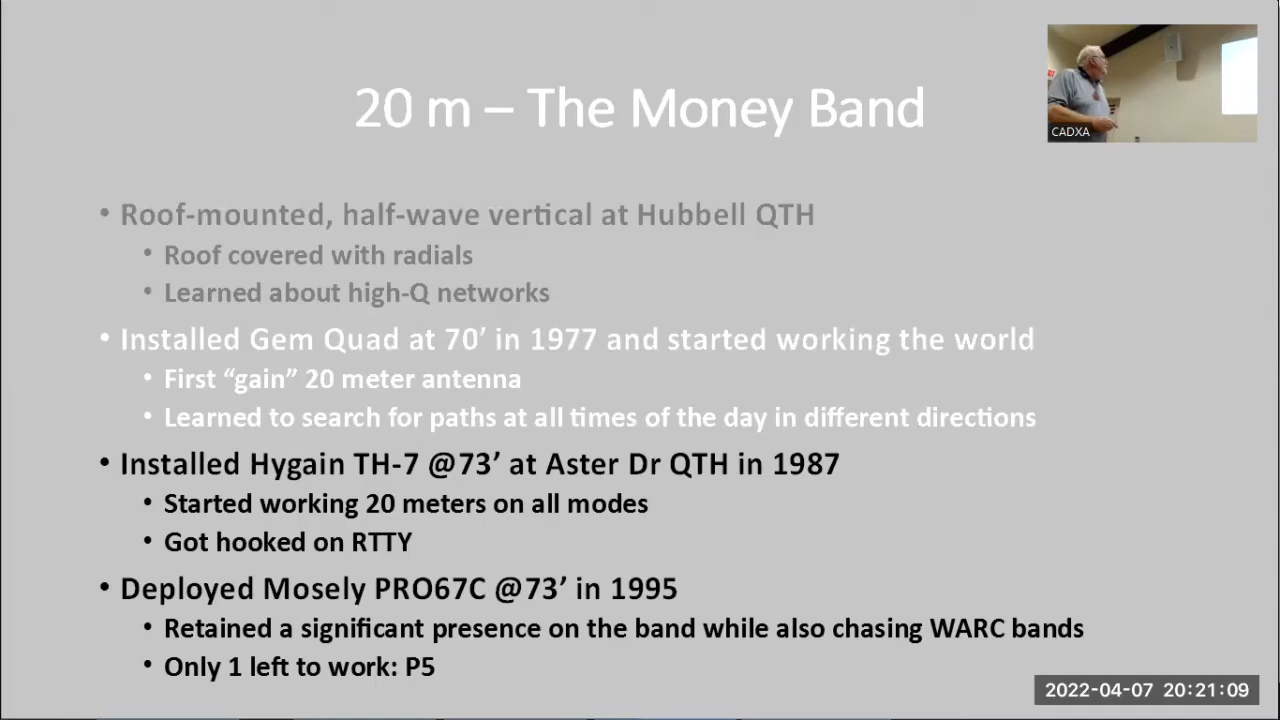 20 m – The Money Band
CADXA
• Roof-mounted, half-wave vertical at Hubbell QTH
• Roof covered with radials
• Learned about high-Q networks
• Installed Gem Quad at 70’ in 1977 and started working the world
• First “gain” 20 meter antenna
• Learned to search for paths at all times of the day in different directions
• Installed Hygain TH-7 @73’ at Aster Dr QTH in 1987
• Started working 20 meters on all modes
• Got hooked on RTTY
• Deployed Mosely PRO67C @73’ in 1995
• Retained a significant presence on the band while also chasing WARC bands
• Only 1 left to work: P5
2022-04-07 20:21:09